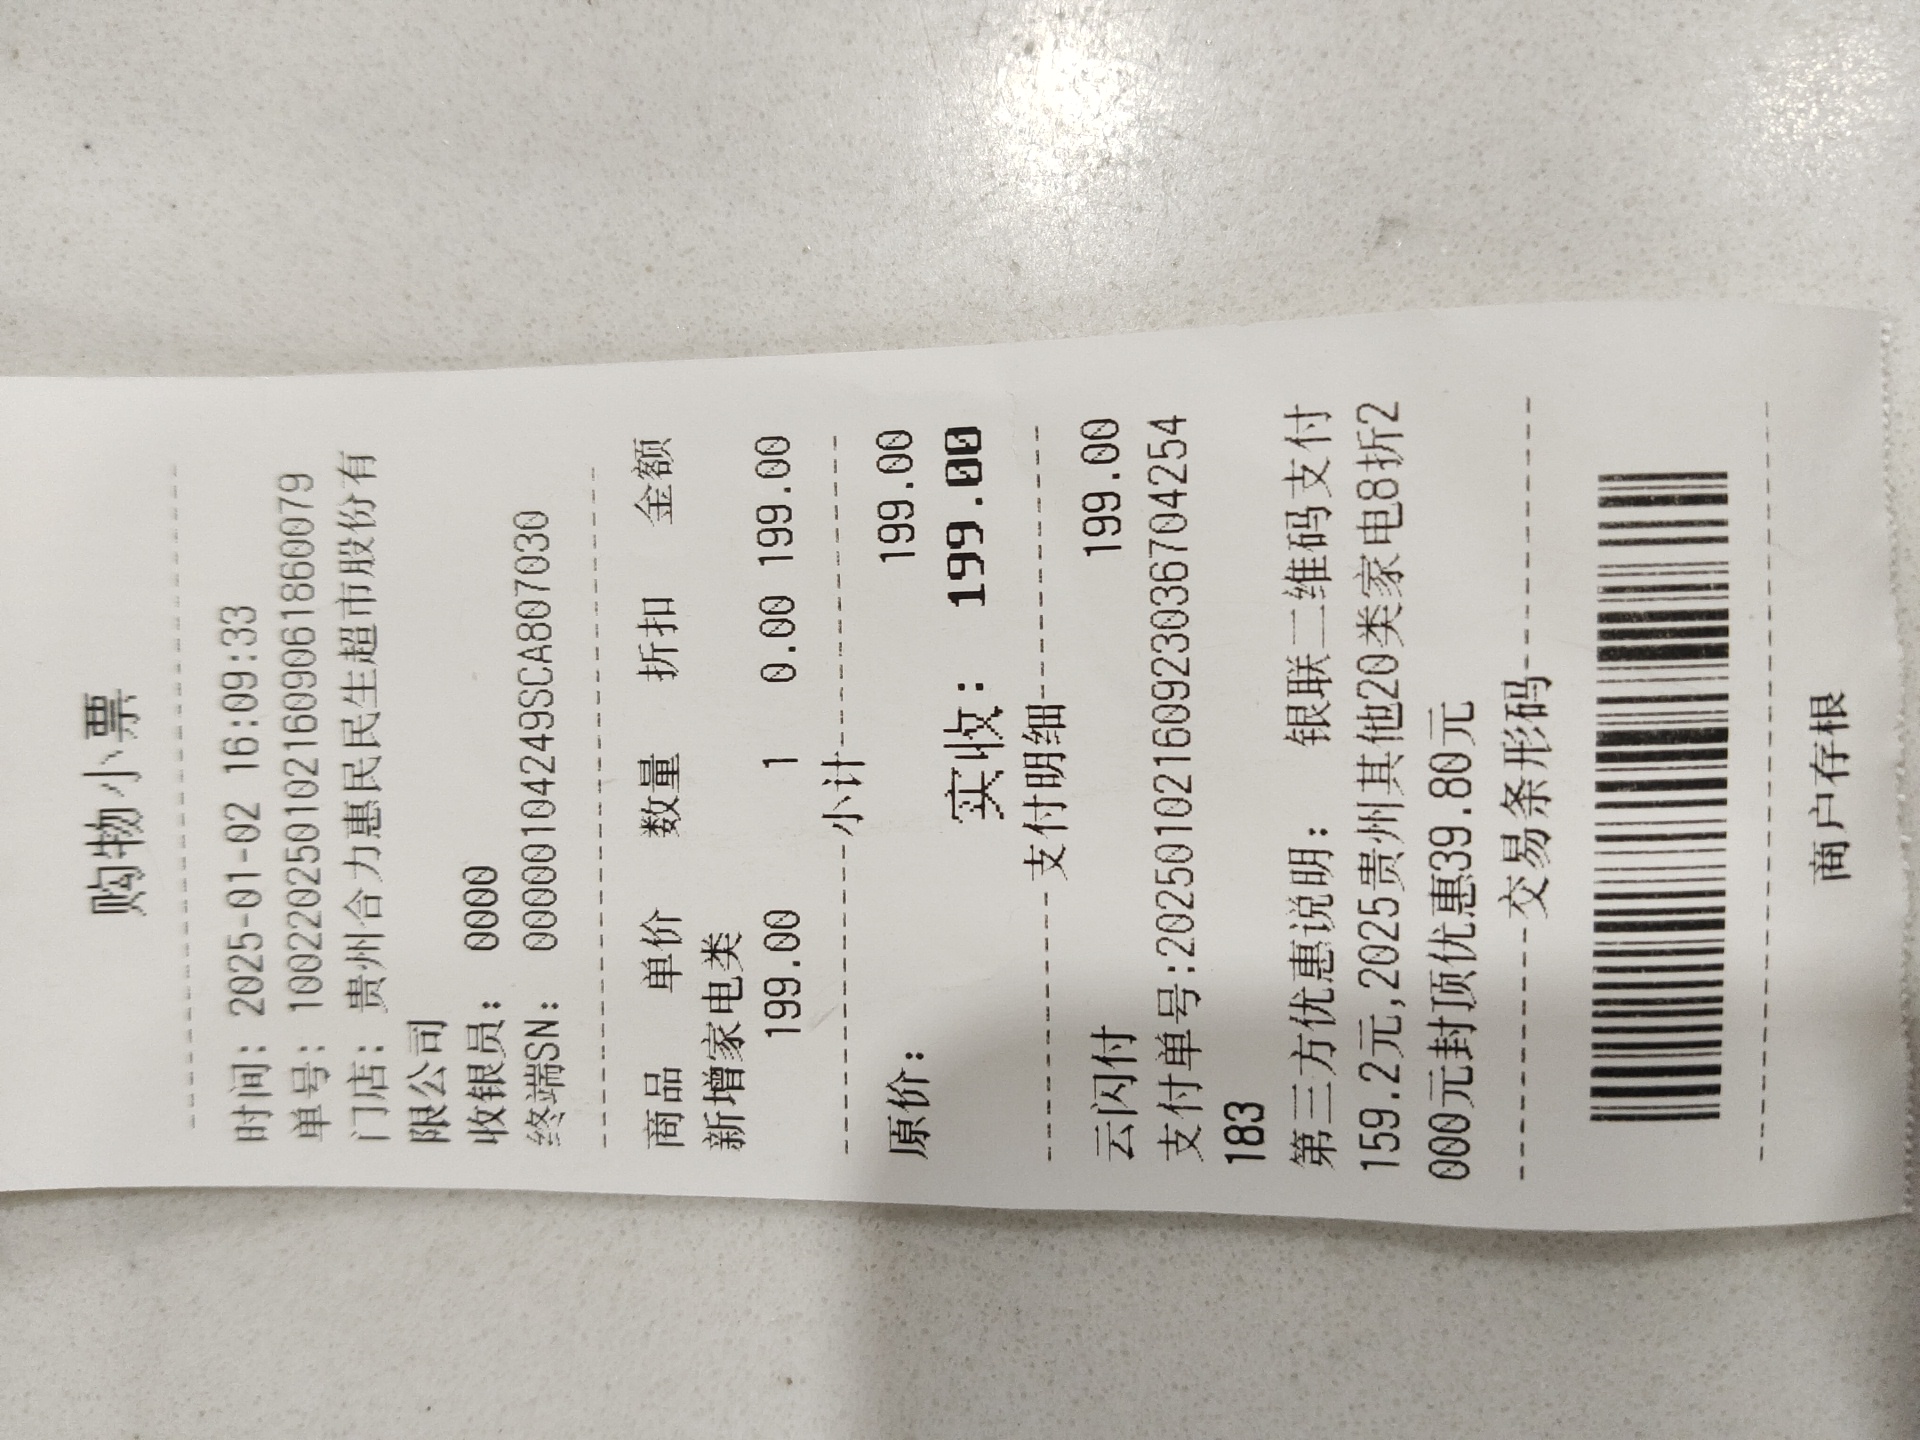 购物小票
时间: 2025-01-02 16:09:33
单号: 1002202501021609061860079
门店: 贵州合力惠民民生超市股份有
限公司
收银员: 0000
终端SN: 00000104249SCA807030
商品 单价 数量 折扣 金额
新增家电类
199.00 1 0.00 199.00
小计
原价: 199.00
实收: 199.00
支付明细
云闪付 199.00
支付单号:20250102160923036704254
183
第三方优惠说明: 银联二维码支付
159.2元,2025贵州其他20类家电8折2
000元封顶优惠39.80元
交易条形码
商户存根